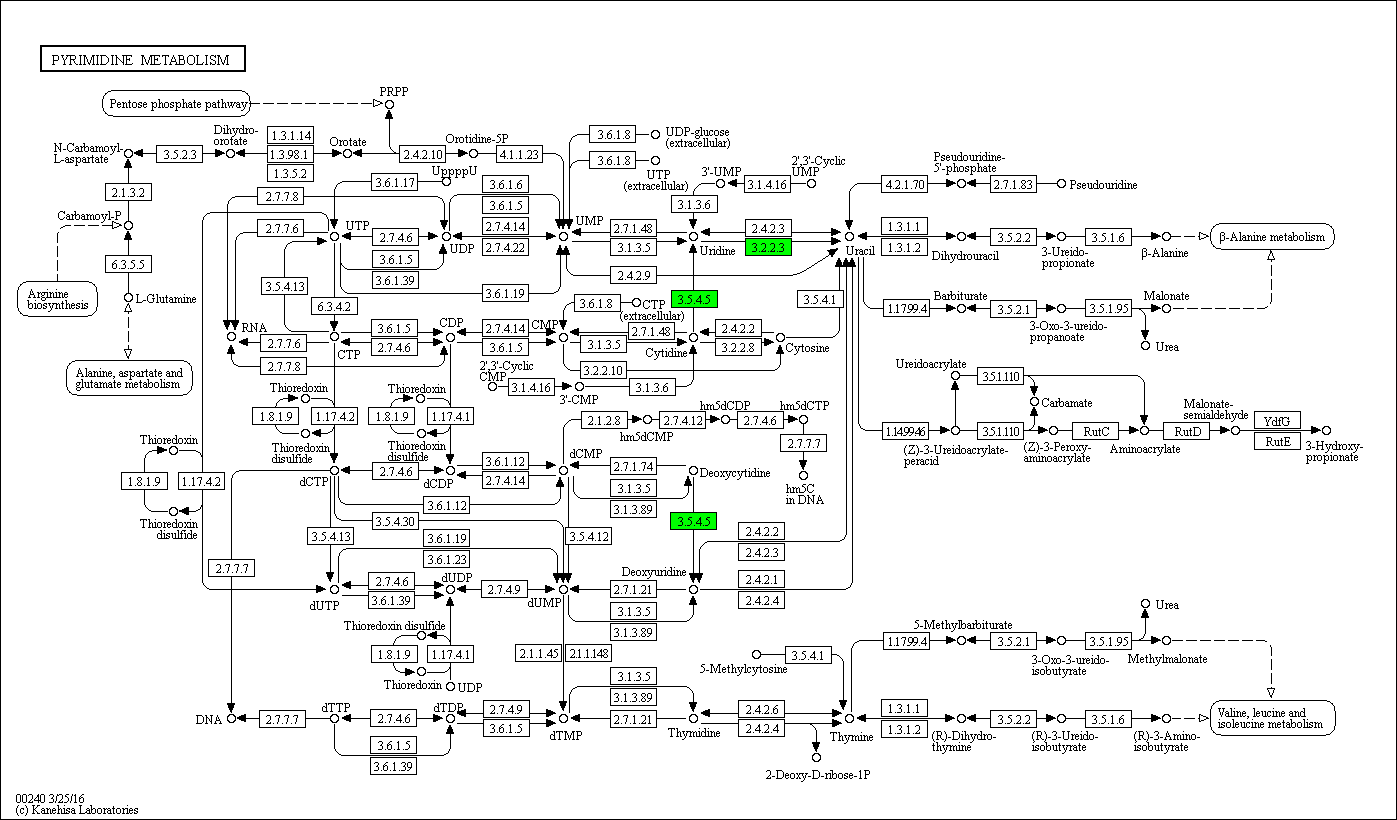 PYRIMIDINE METABOLISM
Pentose phosphate pathway
PRPP
N-Carbamoyl-
L-aspartate
3.5.2.3
Dihydro-
orotate
1.3.1.14
1.3.98.1
1.3.5.2
Orotate
2.4.2.10
Orotidine-5P
4.1.1.23
3.6.1.8
UDP-glucose
(extracellular)
3.6.1.8
UTP
(extracellular)
3'-UMP
3.1.4.16
2',3'-Cyclic
UMP
Pseudouridine-
5'-phosphate
4.2.1.70
2.7.1.83
Pseudouridine
2.1.3.2
UppppU
3.6.1.17
3.6.1.6
3.6.1.5
3.1.3.6
2.7.7.8
Carbamoyl-P
2.7.7.6
UTP
2.7.4.6
UDP
2.7.4.14
2.7.4.22
UMP
2.7.1.48
3.1.3.5
Uridine
2.4.2.3
3.2.2.3
Uracil
1.3.1.1
1.3.1.2
Dihydrouracil
3.5.2.2
3-Ureido-
propionate
3.5.1.6
β-Alanine
β-Alanine metabolism
3.6.1.5
3.6.1.39
6.3.5.5
2.4.2.9
3.5.4.13
3.6.1.19
Arginine
biosynthesis
L-Glutamine
6.3.4.2
3.6.1.8
CTP
(extracellular)
3.5.4.5
3.5.4.1
1.1.799.4
Barbiturate
3.5.2.1
3-Oxo-3-ureido-
propanoate
3.5.1.95
Malonate
Urea
RNA
2.7.7.6
CTP
3.6.1.5
2.7.4.6
CDP
2.7.4.14
3.6.1.5
CMP
2.7.1.48
3.1.3.5
Cytidine
2.4.2.2
3.2.2.8
Cytosine
2.7.7.8
3.2.2.10
Alanine, aspartate and
glutamate metabolism
2',3'-Cyclic
CMP
3.1.4.16
3'-CMP
3.1.3.6
Ureidoacrylate
3.5.1.110
Carbamate
Thioredoxin
1.8.1.9
1.17.4.2
Thioredoxin
disulfide
Thioredoxin
1.8.1.9
1.17.4.1
Thioredoxin
disulfide
2.1.2.8
hm5dCMP
2.7.4.12
hm5dCDP
2.7.4.6
hm5dCTP
2.7.7.7
hm5C
in DNA
1.14.99.46
(Z)-3-Ureidoacrylate-
peracid
3.5.1.110
(Z)-3-Peroxy-
aminoacrylate
RutC
Aminoacrylate
RutD
Malonate-
semialdehyde
YdfG
RutE
3-Hydroxy-
propionate
Thioredoxin
1.8.1.9
1.17.4.2
Thioredoxin
disulfide
dCTP
2.7.4.6
dCDP
3.6.1.12
2.7.4.14
dCMP
2.7.1.74
3.1.3.5
3.1.3.89
Deoxycytidine
3.6.1.12
3.5.4.30
3.5.4.5
3.5.4.13
3.6.1.19
3.6.1.23
3.5.4.12
2.4.2.2
2.4.2.3
2.7.7.7
dUTP
2.7.4.6
3.6.1.39
dUDP
2.7.4.9
dUMP
2.7.1.21
3.1.3.5
3.1.3.89
Deoxyuridine
2.4.2.1
2.4.2.4
Thioredoxin disulfide
1.8.1.9
1.17.4.1
Thioredoxin
UDP
2.1.1.45
2.1.1.148
5-Methylcytosine
3.5.4.1
1.1.799.4
5-Methylbarbiturate
3.5.2.1
3-Oxo-3-ureido-
isobutyrate
3.5.1.95
Methylmalonate
Urea
DNA
2.7.7.7
dTTP
2.7.4.6
dTDP
2.7.4.9
3.6.1.5
dTMP
3.1.3.5
3.1.3.89
2.7.1.21
Thymidine
2.4.2.6
2.4.2.4
Thymine
1.3.1.1
1.3.1.2
(R)-Dihydro-
thymine
3.5.2.2
(R)-3-Ureido-
isobutyrate
3.5.1.6
(R)-3-Amino-
isobutyrate
Valine, leucine and
isoleucine metabolism
3.6.1.5
3.6.1.39
2-Deoxy-D-ribose-1P
00240 3/25/16
(c) Kanehisa Laboratories